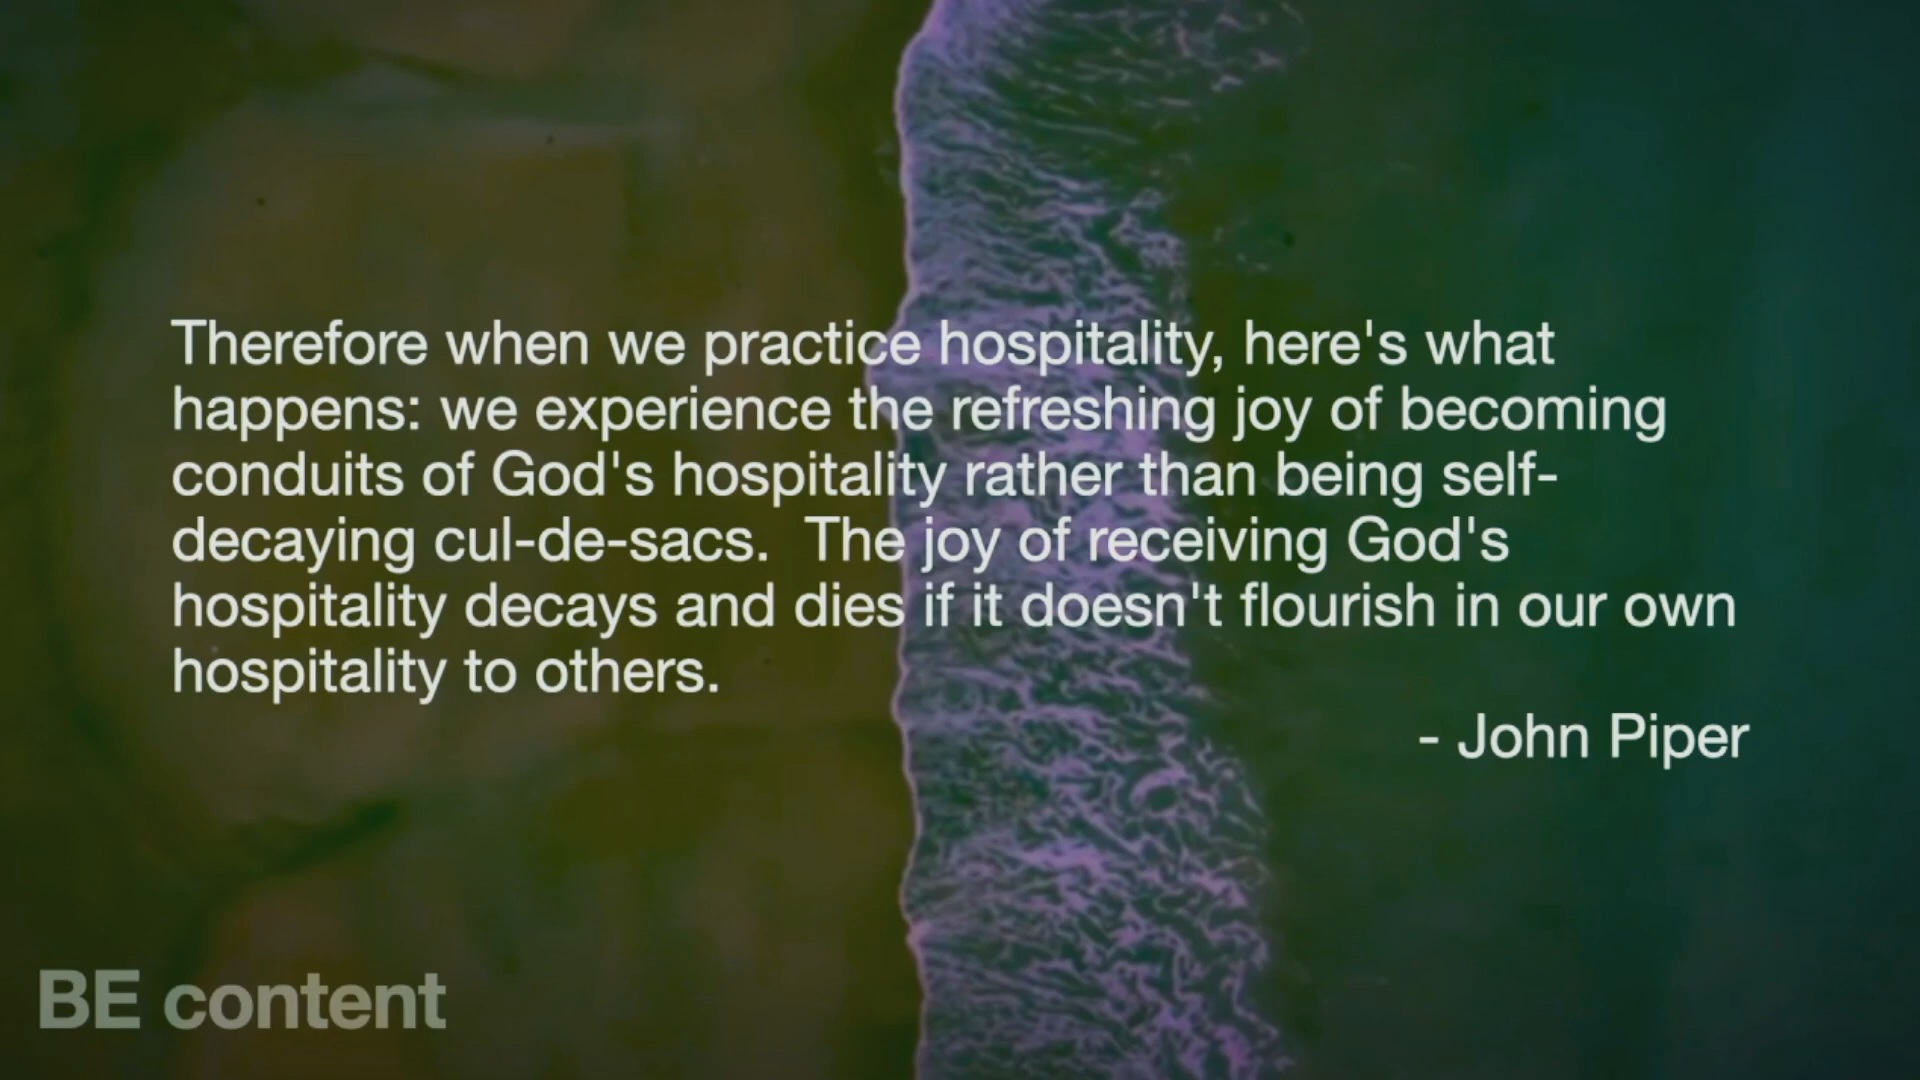 Therefore when we practice hospitality, here's what
happens: we experience the refreshing joy of becoming
conduits of God's hospitality rather than being self-
decaying cul-de-sacs.  The joy of receiving God's
hospitality decays and dies if it doesn't flourish in our own
hospitality to others.
- John Piper
BE content